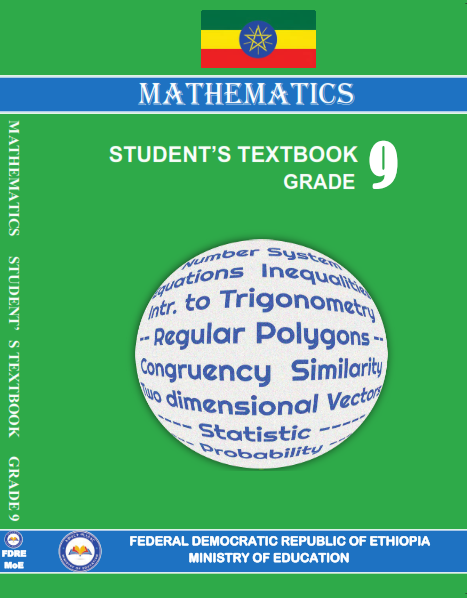 MATHEMATICS
STUDENT'S TEXTBOOK
GRADE 9
Number System
Equations Inequalities
Intr. to Trigonometry
-- Regular Polygons --
Congruency Similarity
Two dimensional Vectors
---- Statistic -----
Probability
MATHEMATICS STUDENT' S TEXTBOOK GRADE 9
FDRE
MoE
FEDERAL DEMOCRATIC REPUBLIC OF ETHIOPIA
MINISTRY OF EDUCATION